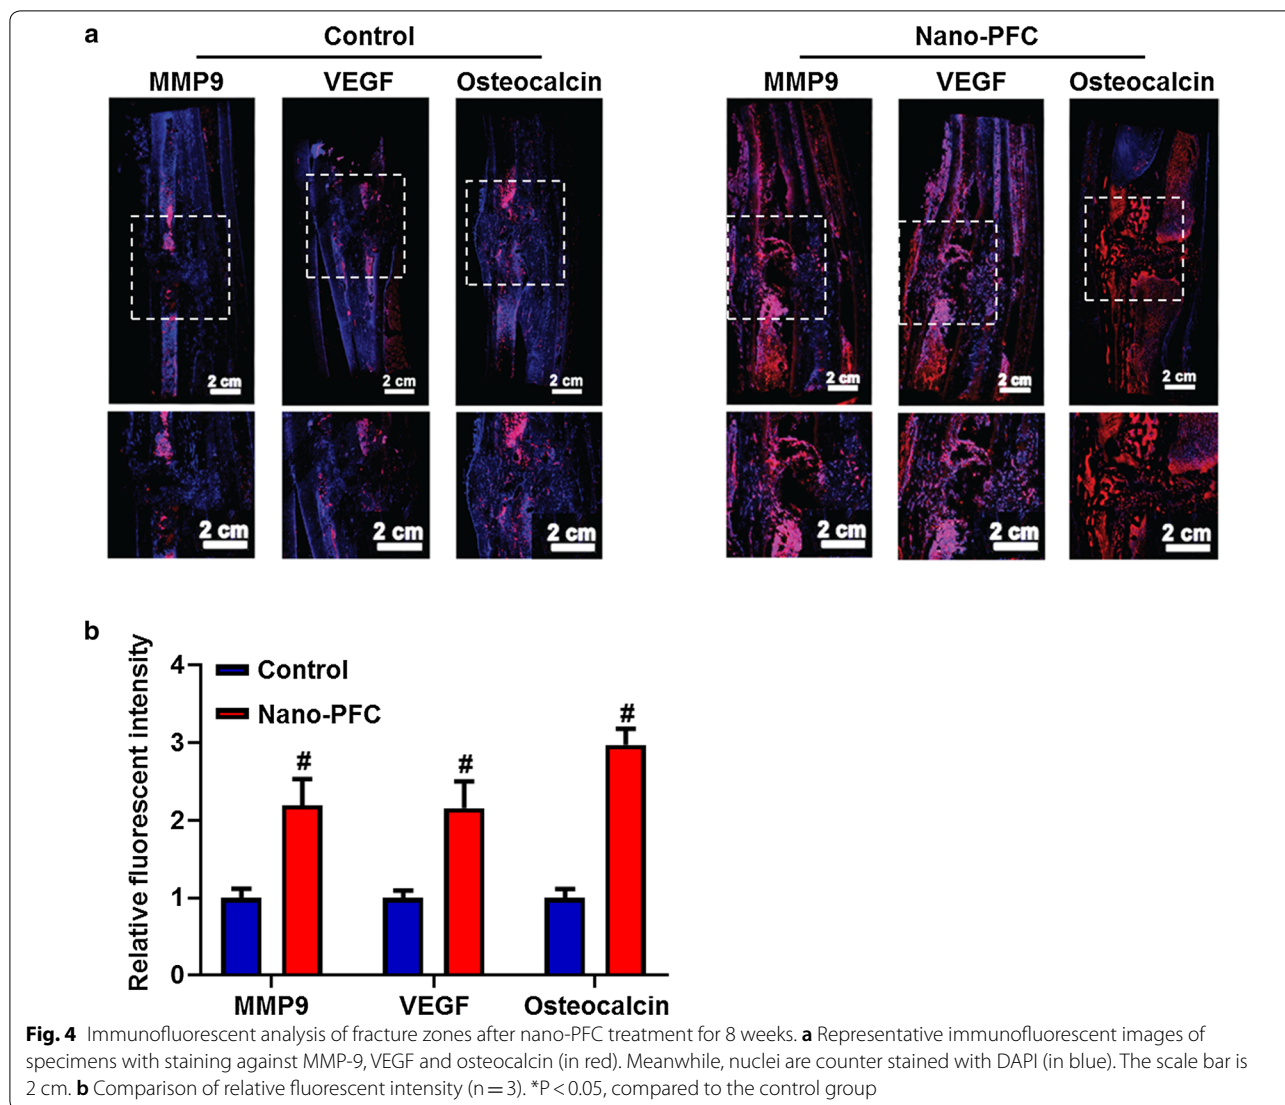 a
Control
Nano-PFC
MMP9 VEGF Osteocalcin
MMP9 VEGF Osteocalcin
2 cm 2 cm 2 cm
2 cm 2 cm 2 cm
2 cm 2 cm 2 cm
2 cm 2 cm 2 cm
b
Relative fluorescent intensity
4
3
2
1
0
Control
Nano-PFC
# # #
MMP9 VEGF Osteocalcin
Fig. 4 Immunofluorescent analysis of fracture zones after nano-PFC treatment for 8 weeks. a Representative immunofluorescent images of
specimens with staining against MMP-9, VEGF and osteocalcin (in red). Meanwhile, nuclei are counter stained with DAPI (in blue). The scale bar is
2 cm. b Comparison of relative fluorescent intensity (n = 3). *P < 0.05, compared to the control group